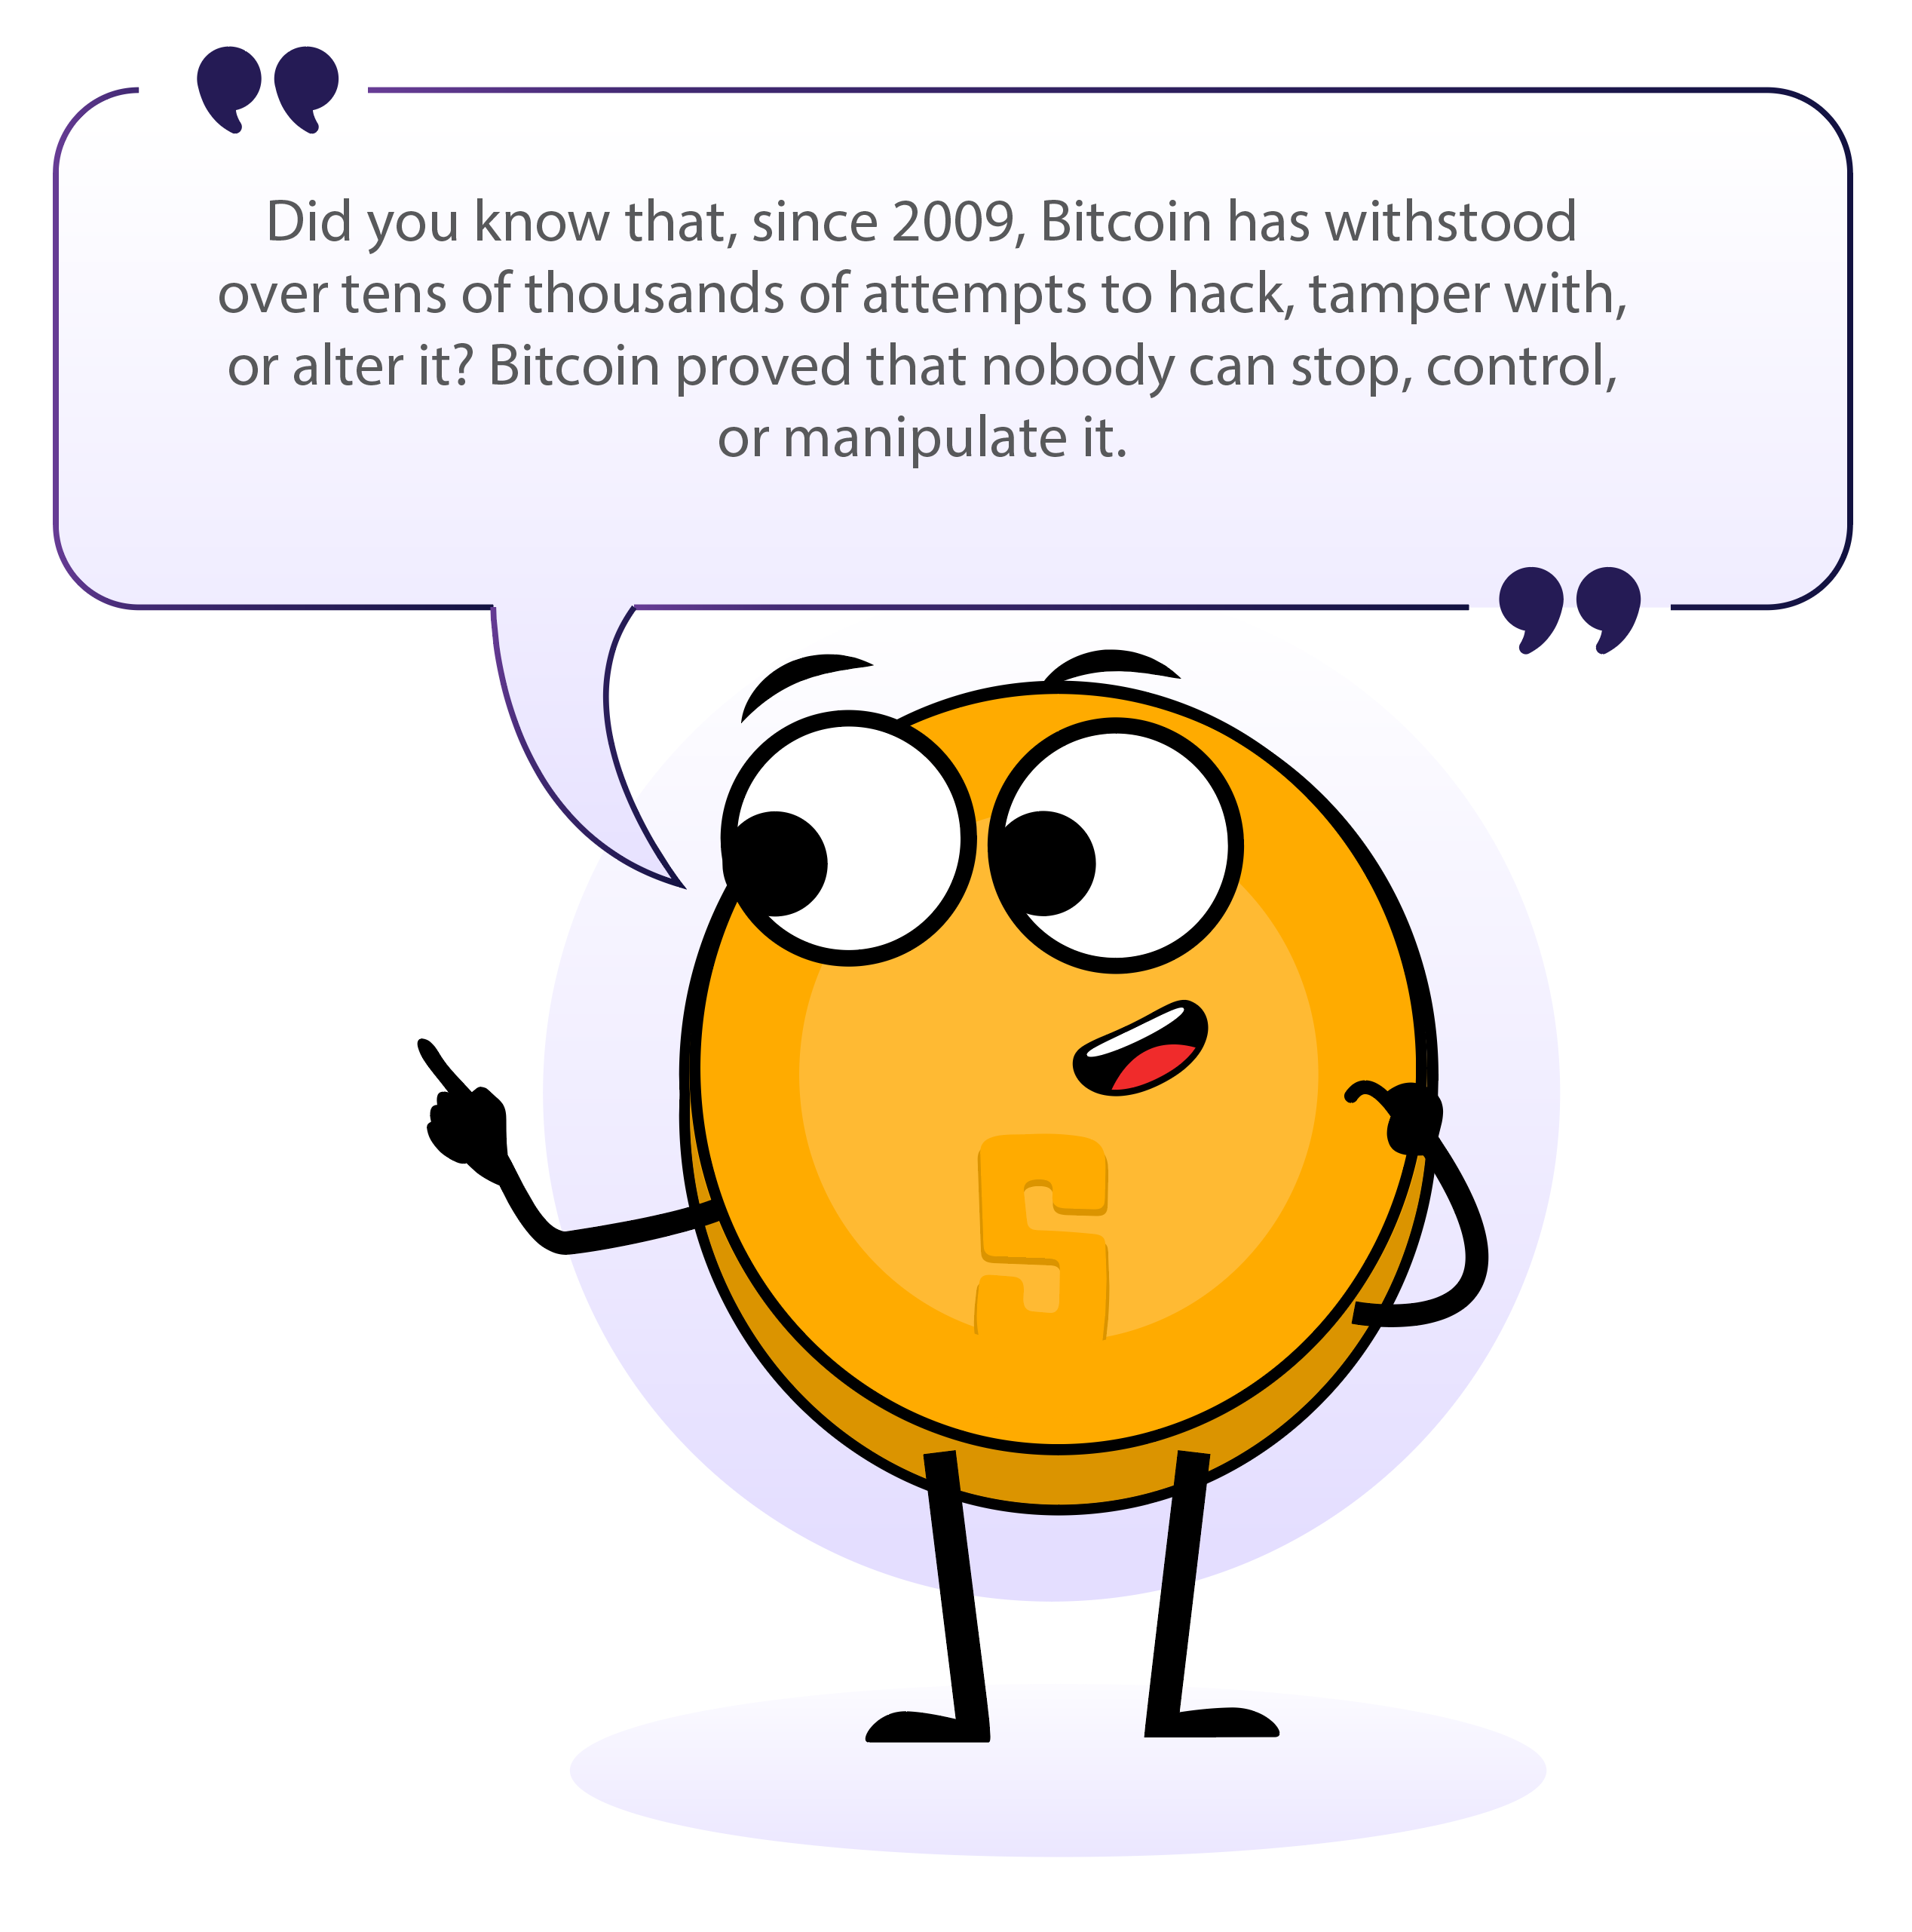 Did you know that, since 2009, Bitcoin has withstood
over tens of thousands of attempts to hack, tamper with,
or alter it? Bitcoin proved that nobody can stop, control,
or manipulate it.